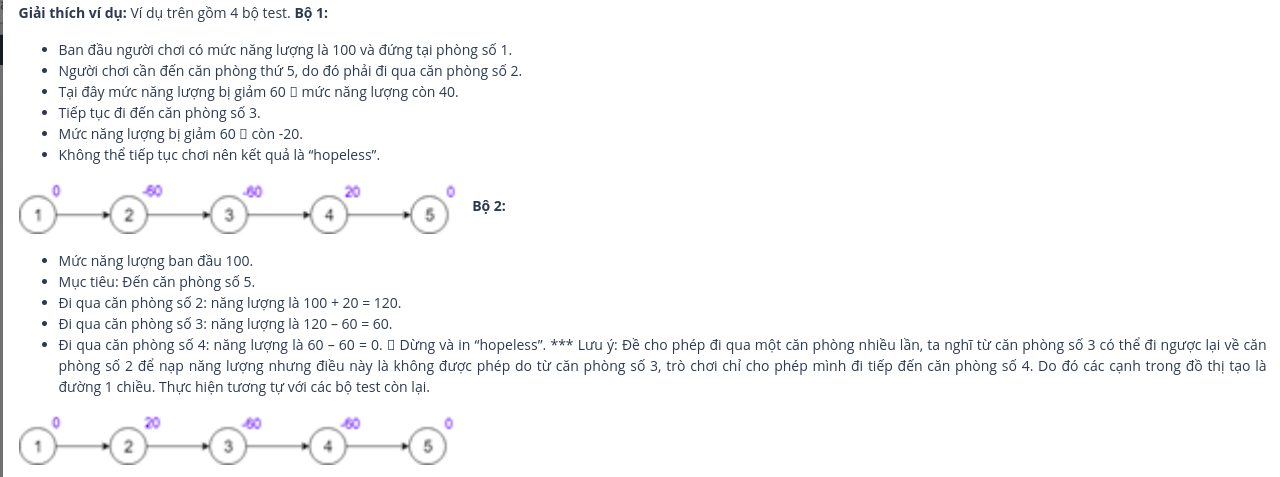 Giải thích ví dụ: Ví dụ trên gồm 4 bộ test. Bộ 1:
Ban đầu người chơi có mức năng lượng là 100 và đứng tại phòng số 1.
Người chơi cần đến căn phòng thứ 5, do đó phải đi qua căn phòng số 2.
Tại đây mức năng lượng bị giảm 60 ▯ mức năng lượng còn 40.
Tiếp tục đi đến căn phòng số 3.
Mức năng lượng bị giảm 60 ▯ còn -20.
Không thể tiếp tục chơi nên kết quả là “hopeless”.
0 -60 -60 20 0
1 2 3 4 5 Bộ 2:
Mức năng lượng ban đầu 100.
Mục tiêu: Đến căn phòng số 5.
Đi qua căn phòng số 2: năng lượng là 100 + 20 = 120.
Đi qua căn phòng số 3: năng lượng là 120 – 60 = 60.
Đi qua căn phòng số 4: năng lượng là 60 – 60 = 0. ▯ Dừng và in “hopeless”. *** Lưu ý: Đề cho phép đi qua một căn phòng nhiều lần, ta nghĩ từ căn phòng số 3 có thể đi ngược lại về căn
phòng số 2 để nạp năng lượng nhưng điều này là không được phép do từ căn phòng số 3, trò chơi chỉ cho phép mình đi tiếp đến căn phòng số 4. Do đó các cạnh trong đồ thị tạo là
đường 1 chiều. Thực hiện tương tự với các bộ test còn lại.
0 20 -60 -60 0
1 2 3 4 5